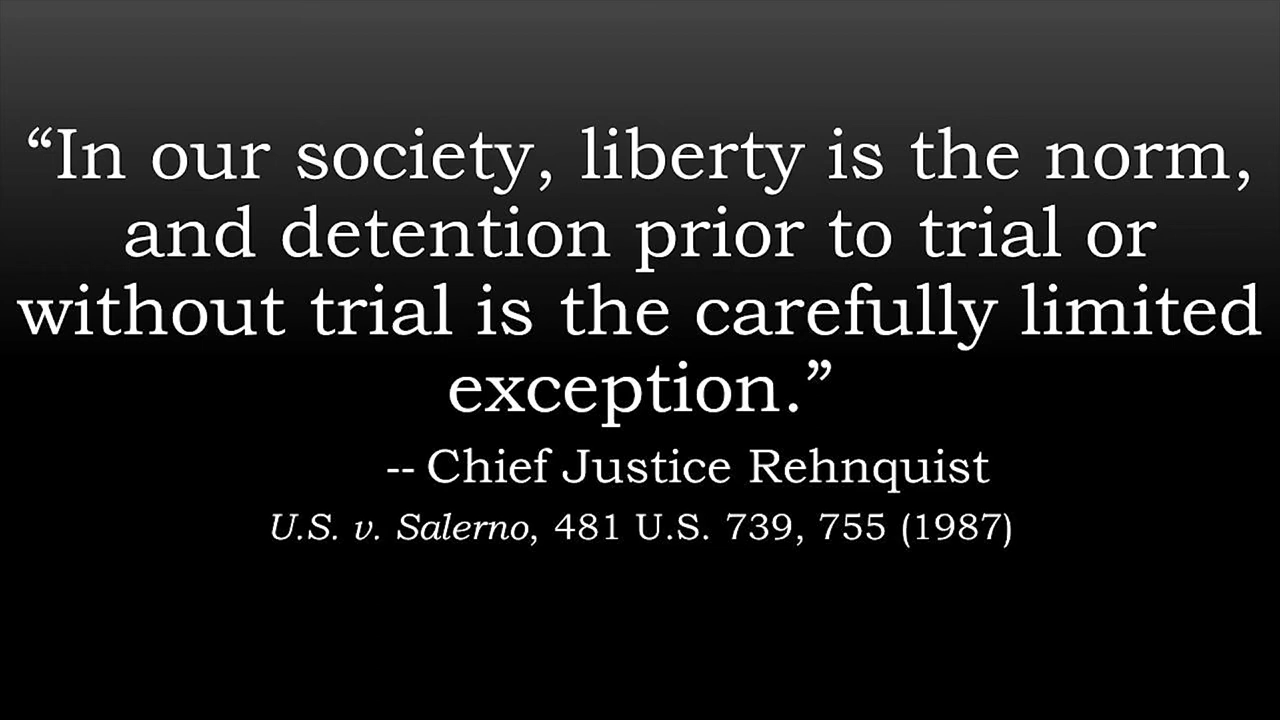 “In our society, liberty is the norm,
and detention prior to trial or
without trial is the carefully limited
exception.”
-- Chief Justice Rehnquist
U.S. v. Salerno, 481 U.S. 739, 755 (1987)